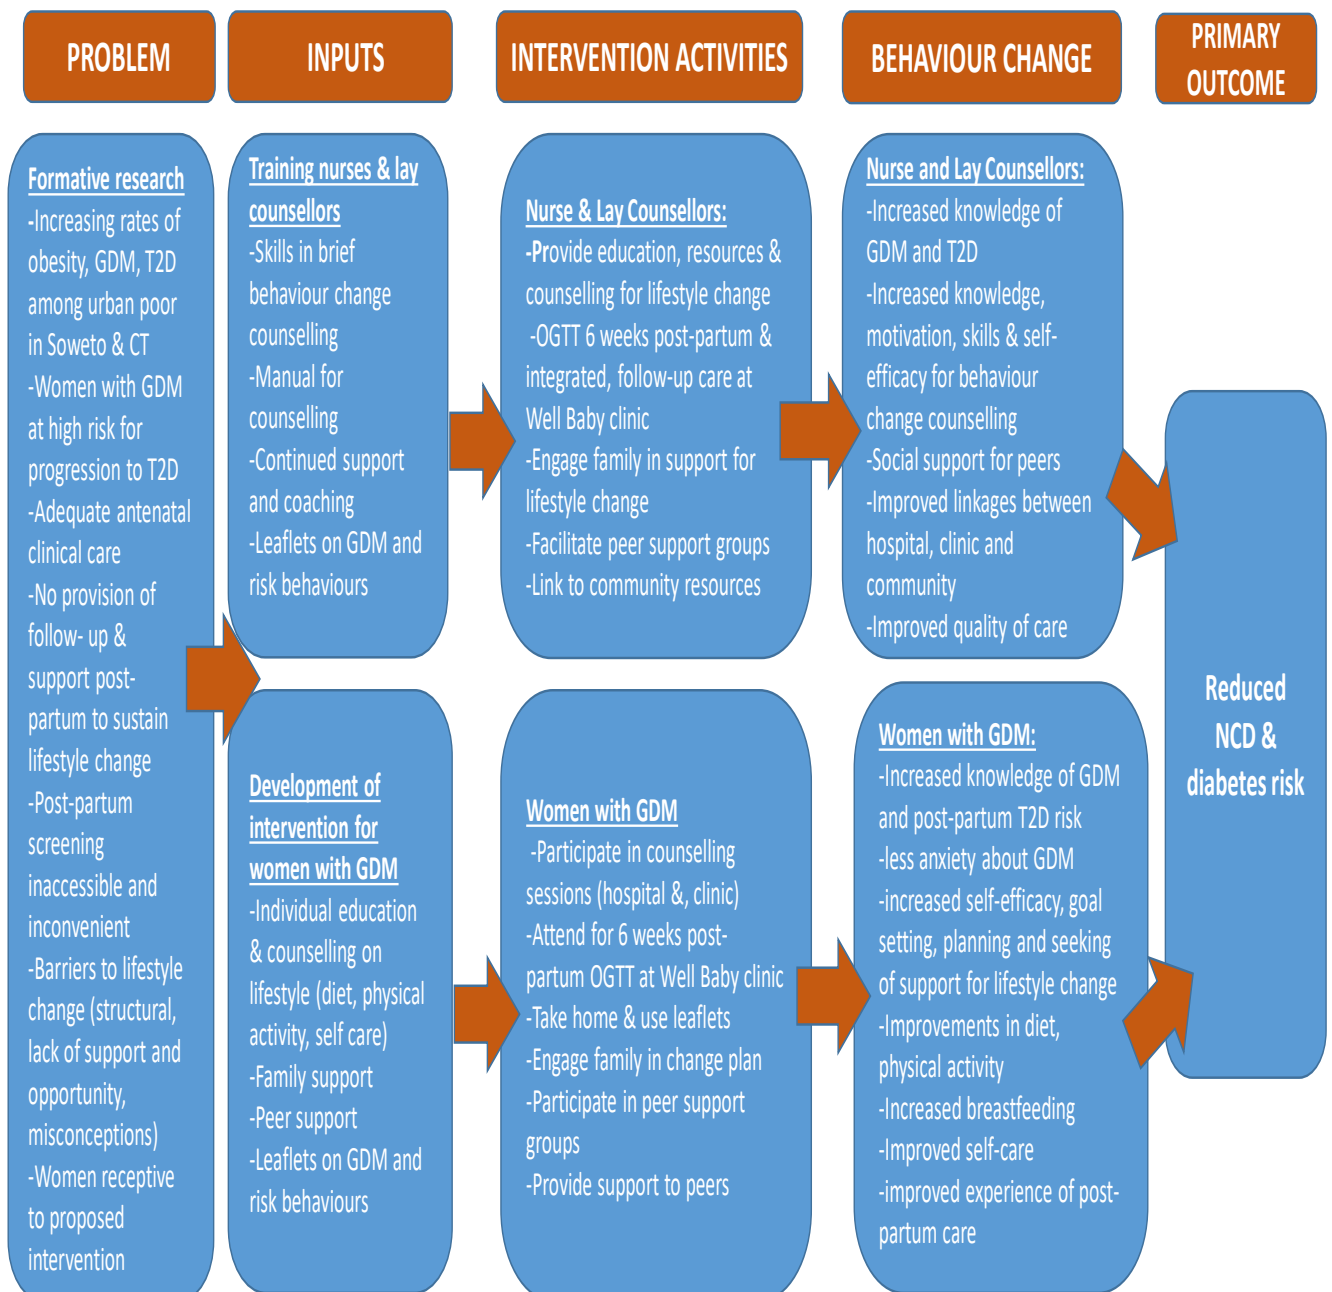 PROBLEM
INPUTS
INTERVENTION ACTIVITIES
BEHAVIOUR CHANGE
PRIMARY
OUTCOME
Formative research
-Increasing rates of
obesity, GDM, T2D
among urban poor
in Soweto & CT
-Women with GDM
at high risk for
progression to T2D
-Adequate antenatal
clinical care
-No provision of
follow- up &
support post-
partum to sustain
lifestyle change
-Post-partum
screening
inaccessible and
inconvenient
-Barriers to lifestyle
change (structural,
lack of support and
opportunity,
misconceptions)
-Women receptive
to proposed
intervention
Training nurses & lay
counsellors
-Skills in brief
behaviour change
counselling
-Manual for
counselling
-Continued support
and coaching
-Leaflets on GDM and
risk behaviours
Development of
intervention for
women with GDM
-Individual education
& counselling on
lifestyle (diet, physical
activity, self care)
-Family support
-Peer support
-Leaflets on GDM and
risk behaviours
Nurse & Lay Counsellors:
-Provide education, resources &
counselling for lifestyle change
-OGTT 6 weeks post-partum &
integrated, follow-up care at
Well Baby clinic
-Engage family in support for
lifestyle change
-Facilitate peer support groups
-Link to community resources
Women with GDM
-Participate in counselling
sessions (hospital &, clinic)
-Attend for 6 weeks post-
partum OGTT at Well Baby clinic
-Take home & use leaflets
-Engage family in change plan
-Participate in peer support
groups
-Provide support to peers
Nurse and Lay Counsellors:
-Increased knowledge of
GDM and T2D
-Increased knowledge,
motivation, skills & self-
efficacy for behaviour
change counselling
-Social support for peers
-Improved linkages between
hospital, clinic and
community
-Improved quality of care
Women with GDM:
-Increased knowledge of GDM
and post-partum T2D risk
-less anxiety about GDM
-increased self-efficacy, goal
setting, planning and seeking
of support for lifestyle change
-Improvements in diet,
physical activity
-Increased breastfeeding
-Improved self-care
-improved experience of post-
partum care
Reduced
NCD &
diabetes risk